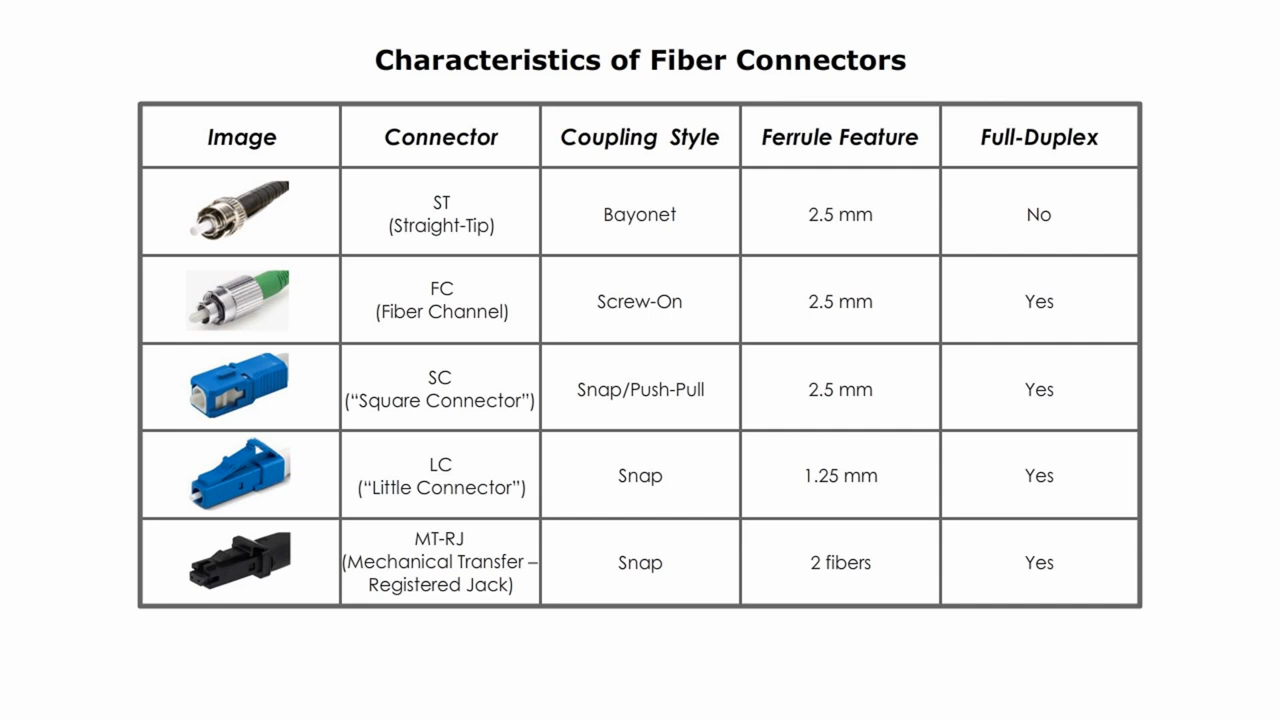 Characteristics of Fiber Connectors
Image Connector Coupling Style Ferrule Feature Full-Duplex
ST
(Straight-Tip)
Bayonet
2.5 mm
No
FC
(Fiber Channel)
Screw-On
2.5 mm
Yes
SC
(“Square Connector”)
Snap/Push-Pull
2.5 mm
Yes
LC
(“Little Connector”)
Snap
1.25 mm
Yes
MT-RJ
(Mechanical Transfer –
Registered Jack)
Snap
2 fibers
Yes